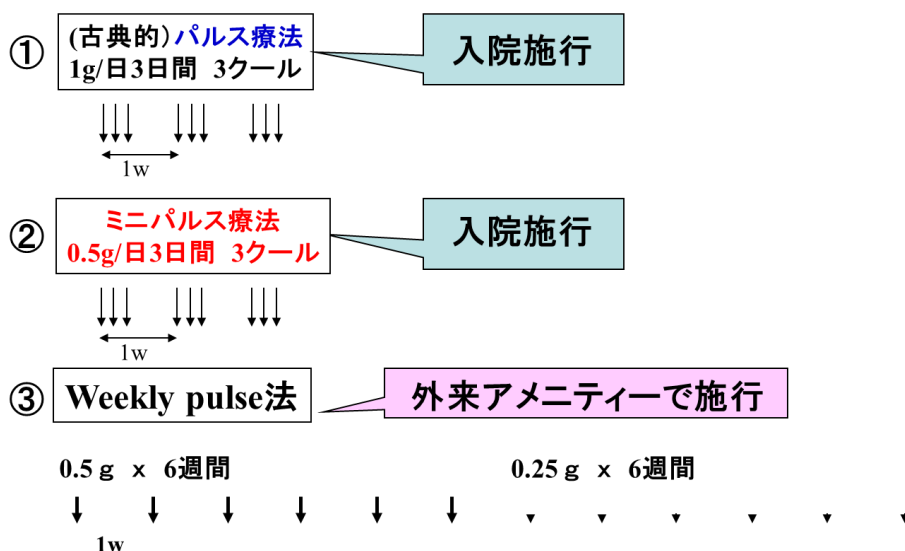 ①
(古典的)パルス療法
1g/日3日間 3クール
入院施行
1w
②
ミニパルス療法
0.5g/日3日間 3クール
入院施行
1w
③
Weekly pulse法
外来アメニティーで施行
0.5ｇ x 6週間
0.25ｇ x 6週間
1w